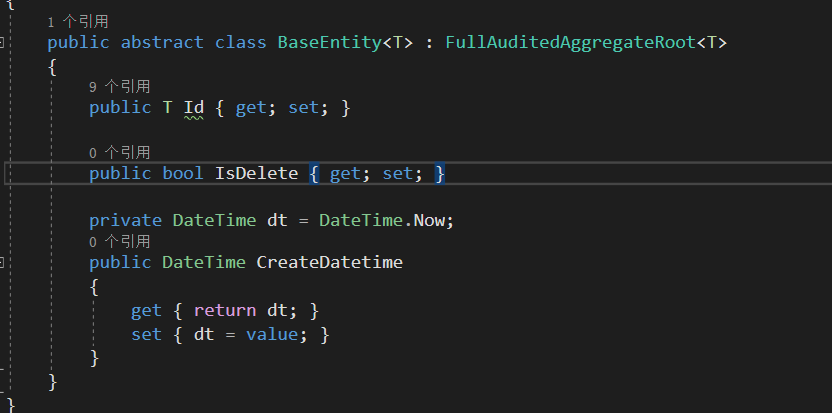 {
1 个引用
public abstract class BaseEntity<T> : FullAuditedAggregateRoot<T>
{
9 个引用
public T Id { get; set; }
0 个引用
public bool IsDelete { get; set; }
private DateTime dt = DateTime.Now;
0 个引用
public DateTime CreateDatetime
{
get { return dt; }
set { dt = value; }
}
}
}